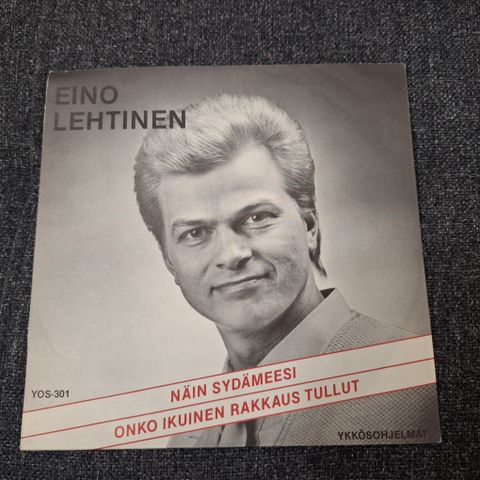 EINO
LEHTINEN
YOS-301
NÄIN SYDÄMEESI
ONKO IKUINEN RAKKAUS TULLUT
YKKÖSOHJELMAT